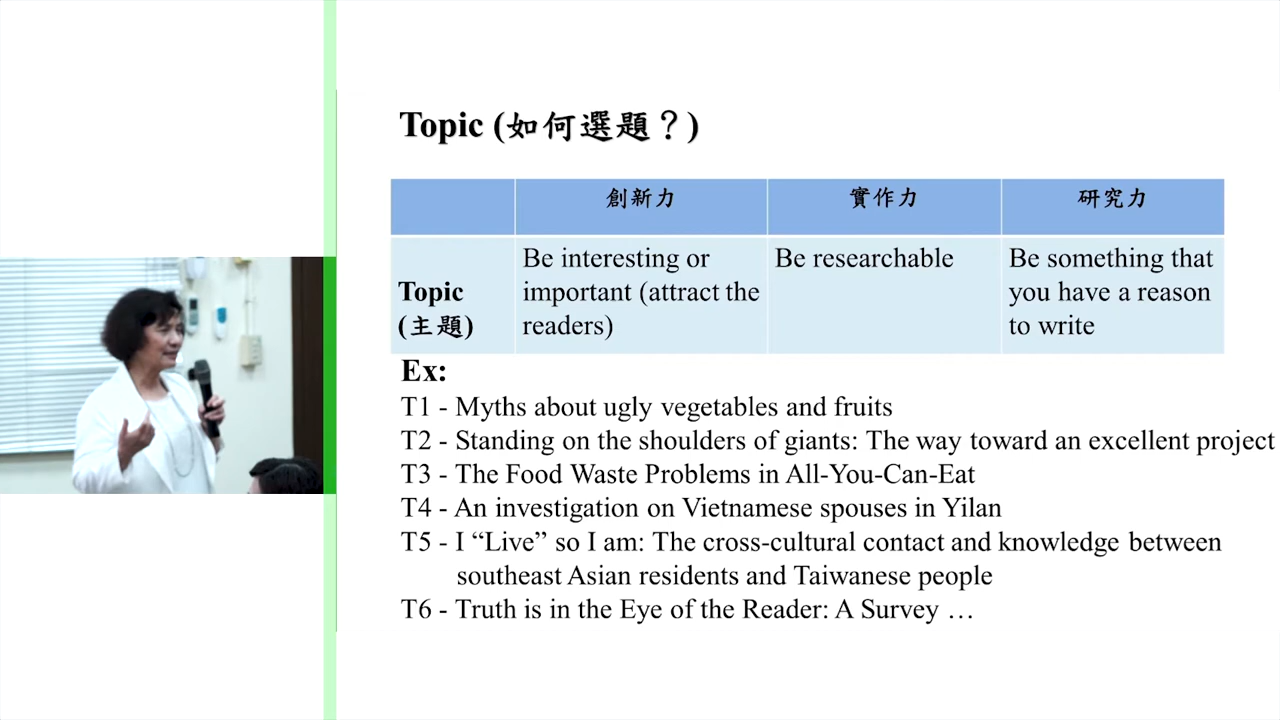 Topic (如何選題？)
創新力
實作力
研究力
Topic
(主題)
Be interesting or
important (attract the
readers)
Be researchable
Be something that
you have a reason
to write
Ex:
T1 - Myths about ugly vegetables and fruits
T2 - Standing on the shoulders of giants: The way toward an excellent project
T3 - The Food Waste Problems in All-You-Can-Eat
T4 - An investigation on Vietnamese spouses in Yilan
T5 - I “Live” so I am: The cross-cultural contact and knowledge between
southeast Asian residents and Taiwanese people
T6 - Truth is in the Eye of the Reader: A Survey …